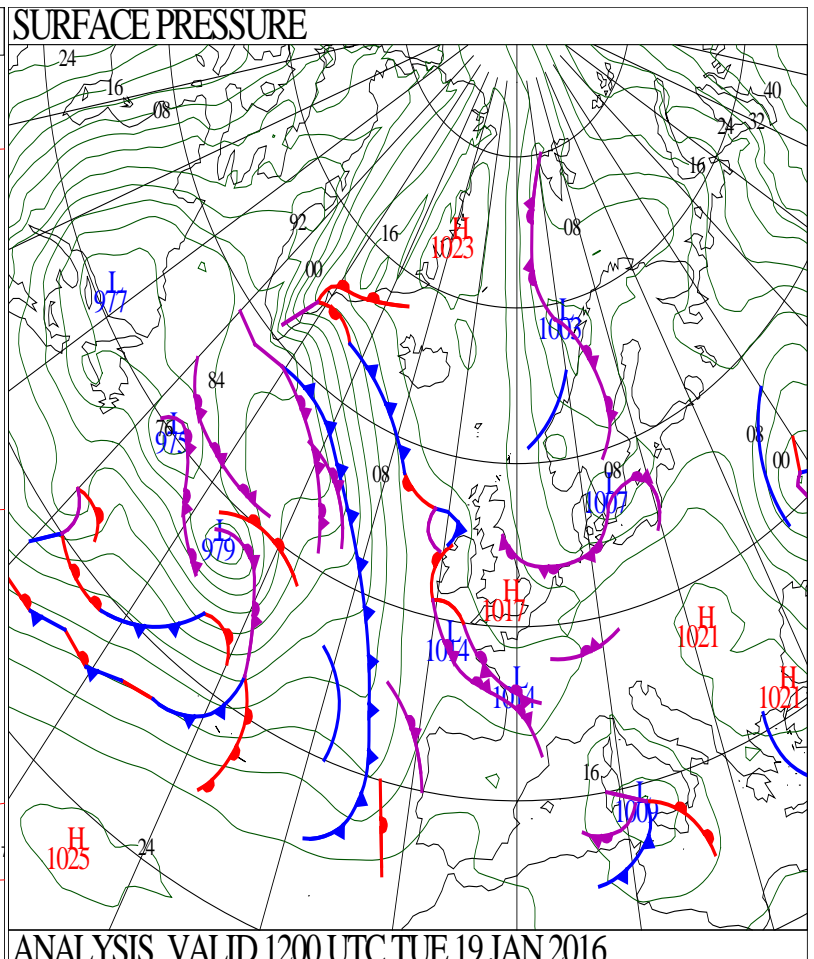 SURFACE PRESSURE
24
16
08
40
32
24
16
92
16
H
1023
08
00
L
977
L
1003
84
76
L
975
08
08
L
1007
08
00
L
979
H
1017
H
1021
L
1014
L
1014
H
1021
16
L
1009
H
1025
24
ANALYSIS VALID 1200 UTC TUE 19 JAN 2016